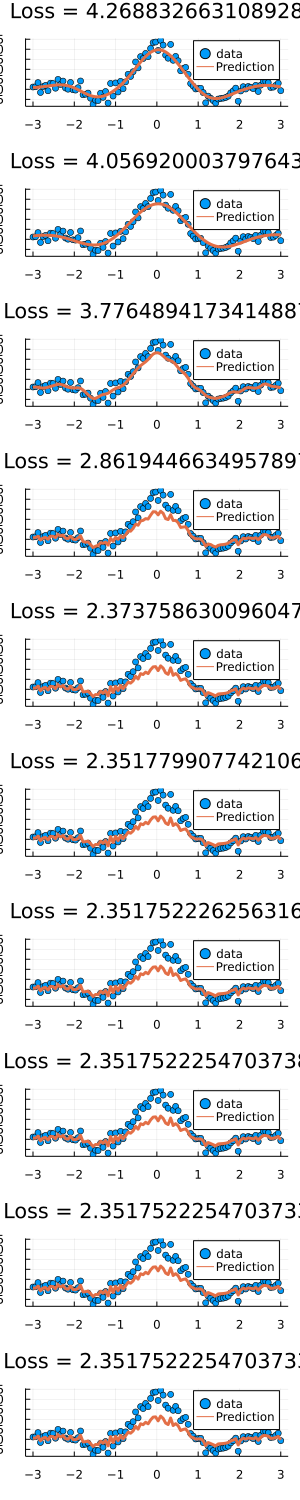 Loss = 4.268832663108928
data
Prediction
−3 −2 −1 0 1 2 3
Loss = 4.056920003797643
data
Prediction
−3 −2 −1 0 1 2 3
Loss = 3.776489417341488
data
Prediction
−3 −2 −1 0 1 2 3
Loss = 2.861944663495789
data
Prediction
−3 −2 −1 0 1 2 3
Loss = 2.373758630096047
data
Prediction
−3 −2 −1 0 1 2 3
Loss = 2.351779907742106
data
Prediction
−3 −2 −1 0 1 2 3
Loss = 2.351752226256316
data
Prediction
−3 −2 −1 0 1 2 3
Loss = 2.351752225470373
data
Prediction
−3 −2 −1 0 1 2 3
Loss = 2.351752225470373
data
Prediction
−3 −2 −1 0 1 2 3
Loss = 2.351752225470373
data
Prediction
−3 −2 −1 0 1 2 3